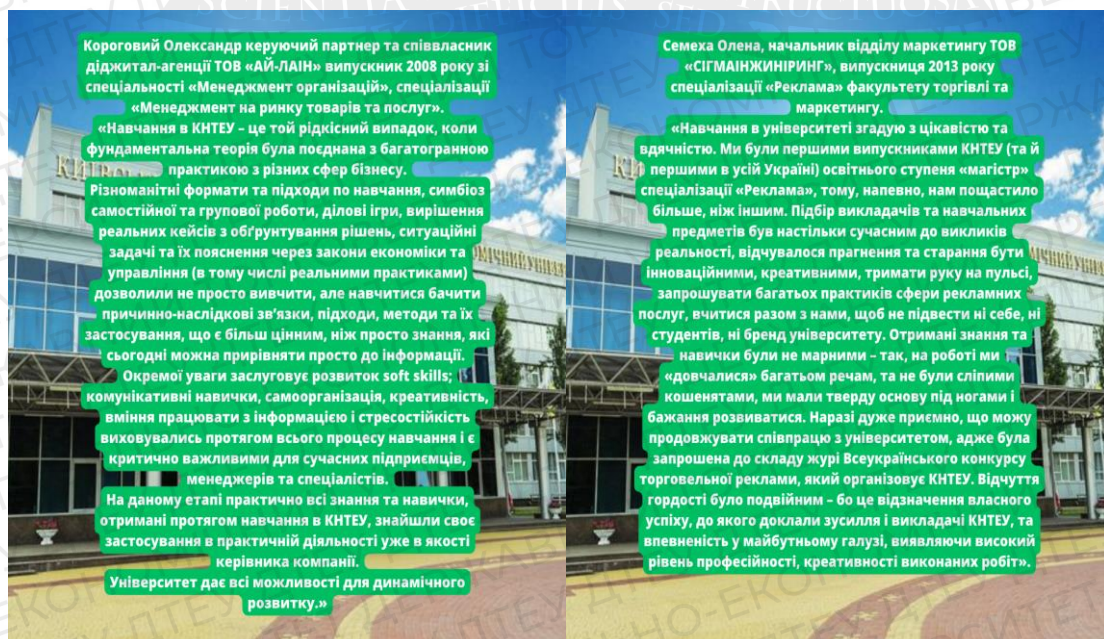 SCIENTIA DIFFICILIS SED FRUCTUOSA
Короговий Олександр керуючий партнер та співвласник
діджитал-агенції ТОВ «АЙ-ЛАІН» випускник 2008 року зі
спеціальності «Менеджмент організацій», спеціалізації
«Менеджмент на ринку товарів та послуг».
«Навчання в КНТЕУ – це той рідкісний випадок, коли
фундаментальна теорія була поєднана з багатогранною
практикою з різних сфер бізнесу.
Різноманітні формати та підходи по навчання, симбіоз
самостійної та групової роботи, ділові ігри, вирішення
реальних кейсів з обґрунтування рішень, ситуаційні
задачі та їх пояснення через закони економіки та
управління (в тому числі реальними практиками)
дозволили не просто вивчити, але навчитися бачити
причинно-наслідкові зв’язки, підходи, методи та їх
застосування, що є більш цінним, ніж просто знання, які
сьогодні можна прирівняти просто до інформації.
Окремої уваги заслуговує розвиток soft skills;
комунікативні навички, самоорганізація, креативність,
вміння працювати з інформацією і стресостійкість
виховувались протягом всього процесу навчання і є
критично важливими для сучасних підприємців,
менеджерів та спеціалістів.
На даному етапі практично всі знання та навички,
отримані протягом навчання в КНТЕУ, знайшли своє
застосування в практичній діяльності уже в якості
керівника компанії.
Університет дає всі можливості для динамічного
розвитку.»
Семеха Олена, начальник відділу маркетингу ТОВ
«СІГМАІНЖИНІРИНГ», випускниця 2013 року
спеціалізації «Реклама» факультету торгівлі та
маркетингу.
«Навчання в університеті згадую з цікавістю та
вдячністю. Ми були першими випускниками КНТЕУ (та й
першими в усій Україні) освітнього ступеня «магістр»
спеціалізації «Реклама», тому, напевно, нам пощастило
більше, ніж іншим. Підбір викладачів та навчальних
предметів був настільки сучасним до викликів
реальності, відчувалося прагнення та старання бути
інноваційними, креативними, тримати руку на пульсі,
запрошувати багатьох практиків сфери рекламних
послуг, вчитися разом з нами, щоб не підвести ні себе, ні
студентів, ні бренд університету. Отримані знання та
навички були не марними – так, на роботі ми
«довчалися» багатьом речам, та не були сліпими
кошенятами, ми мали тверду основу під ногами і
бажання розвиватися. Наразі дуже приємно, що можу
продовжувати співпрацю з університетом, адже була
запрошена до складу журі Всеукраїнського конкурсу
торговельної реклами, який організовує КНТЕУ. Відчуття
гордості було подвійним – бо це відзначення власного
успіху, до якого доклали зусилля і викладачі КНТЕУ, та
впевненість у майбутньому галузі, виявляючи високий
рівень професійності, креативності виконаних робіт».